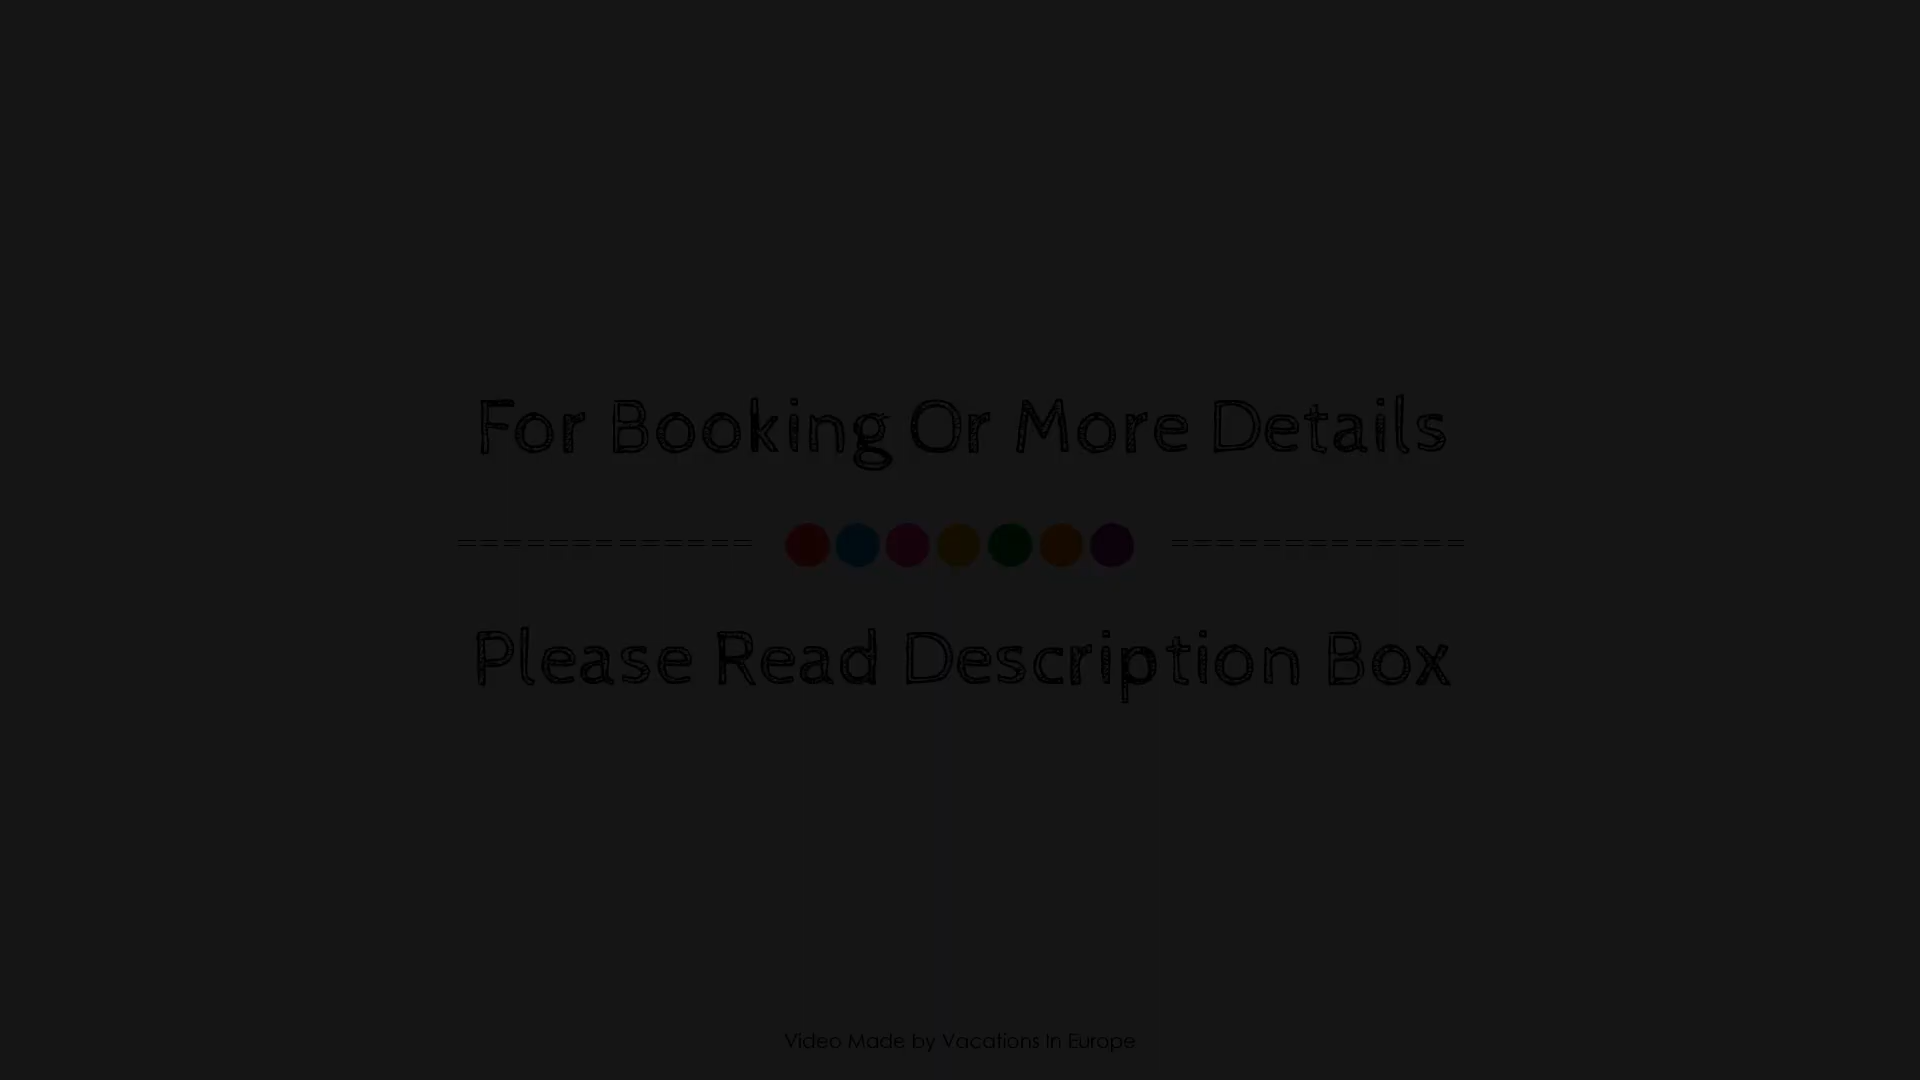 For Booking Or More Details
============= =============
Please Read Description Box
Video Made by Vacations In Europe